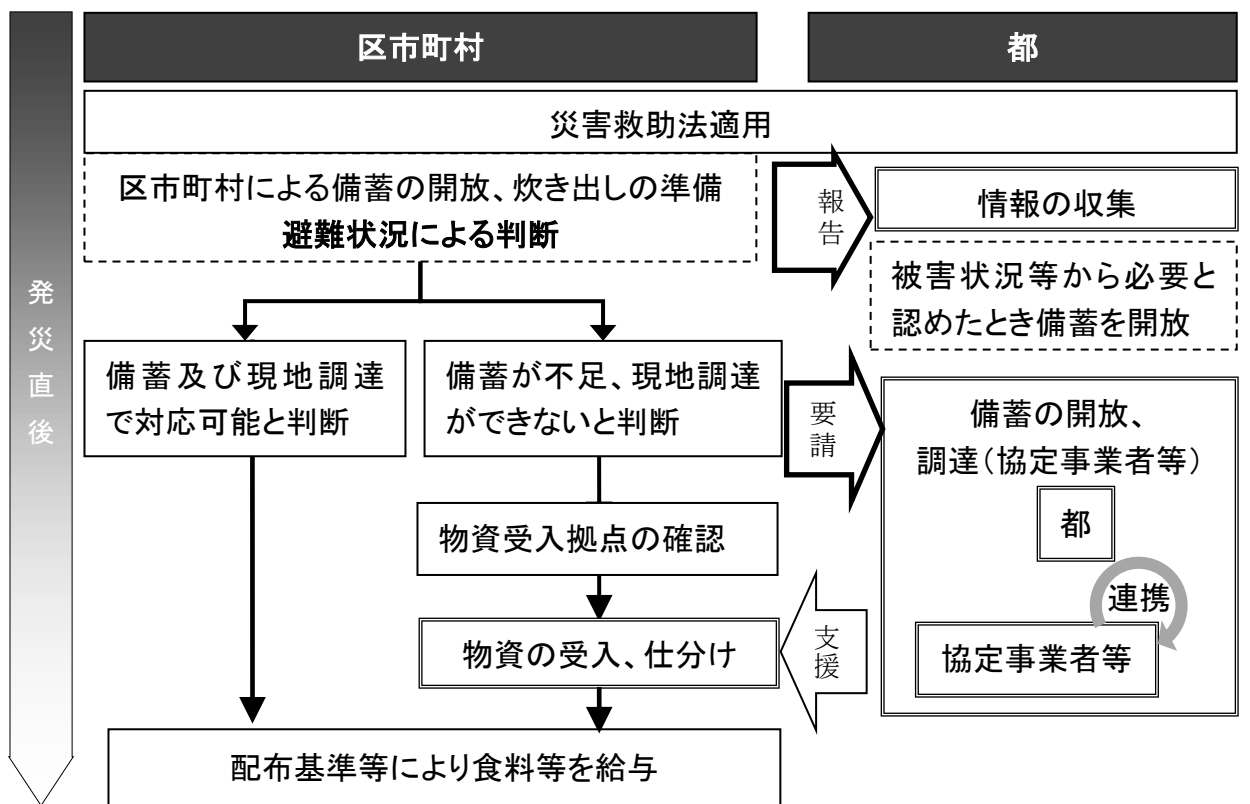 区市町村
都
災害救助法適用
区市町村による備蓄の開放、炊き出しの準備
避難状況による判断
報告
情報の収集
被害状況等から必要と
認めたとき備蓄を開放
発災直後
備蓄及び現地調達
で対応可能と判断
備蓄が不足、現地調達
ができないと判断
要請
備蓄の開放、
調達（協定事業者等）
都
連携
協定事業者等
物資受入拠点の確認
物資の受入、仕分け
支援
配布基準等により食料等を給与